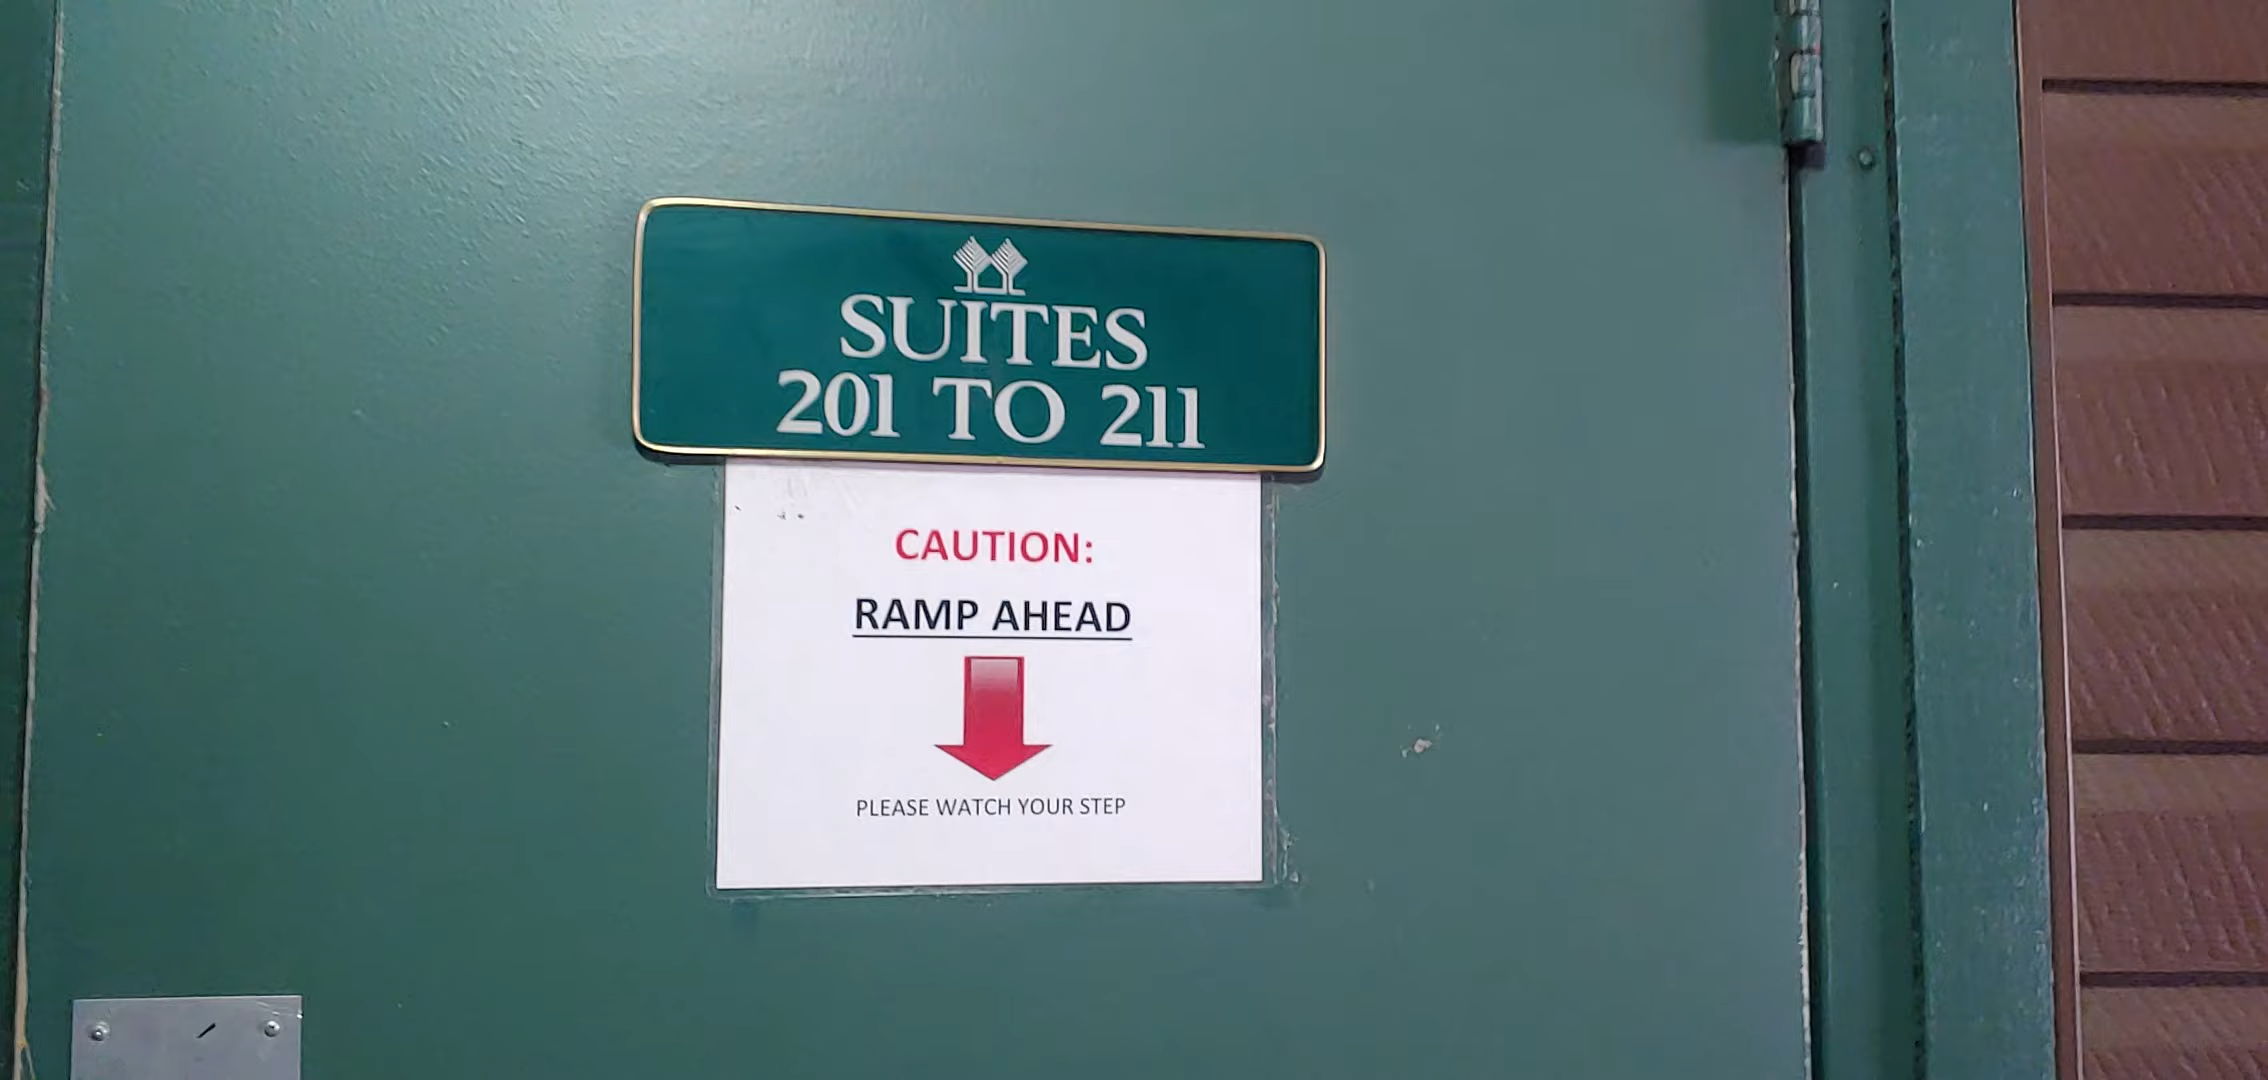 SUITES
201 TO 211
CAUTION:
RAMP AHEAD
PLEASE WATCH YOUR STEP